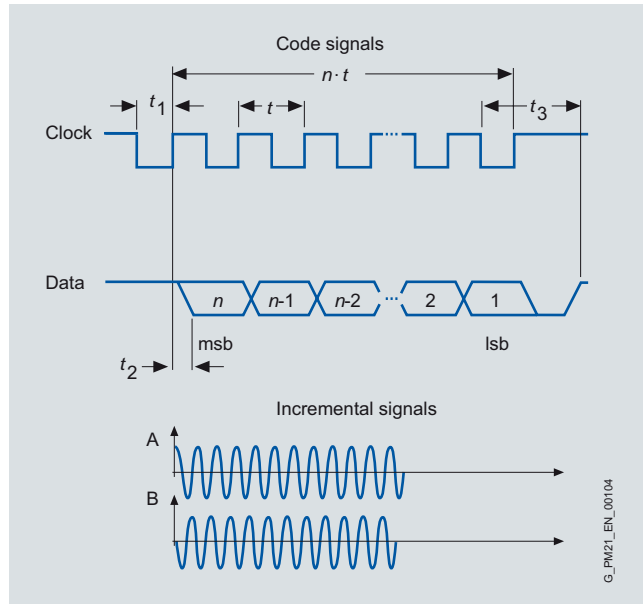 Code signals
n·t
t1
t
t3
Clock
Data
n
n-1
n-2
2
1
msb
lsb
t2
Incremental signals
A
B
G_PM21_EN_00104